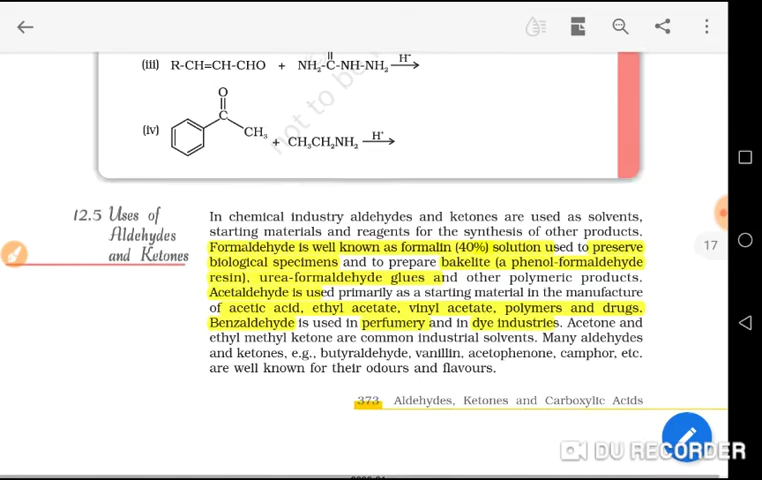 (iii) R-CH=CH-CHO + NH₂-C-NH-NH₂ H⁺
O
C
CH₃
(iv) + CH₃CH₂NH₂ H⁺
not to be
12.5 Uses of
Aldehydes
and Ketones
In chemical industry aldehydes and ketones are used as solvents,
starting materials and reagents for the synthesis of other products.
Formaldehyde is well known as formalin (40%) solution used to preserve
biological specimens and to prepare bakelite (a phenol-formaldehyde
resin), urea-formaldehyde glues and other polymeric products.
Acetaldehyde is used primarily as a starting material in the manufacture
of acetic acid, ethyl acetate, vinyl acetate, polymers and drugs.
Benzaldehyde is used in perfumery and in dye industries. Acetone and
ethyl methyl ketone are common industrial solvents. Many aldehydes
and ketones, e.g., butyraldehyde, vanillin, acetophenone, camphor, etc.
are well known for their odours and flavours.
17
373 Aldehydes, Ketones and Carboxylic Acids
DU RECORDER